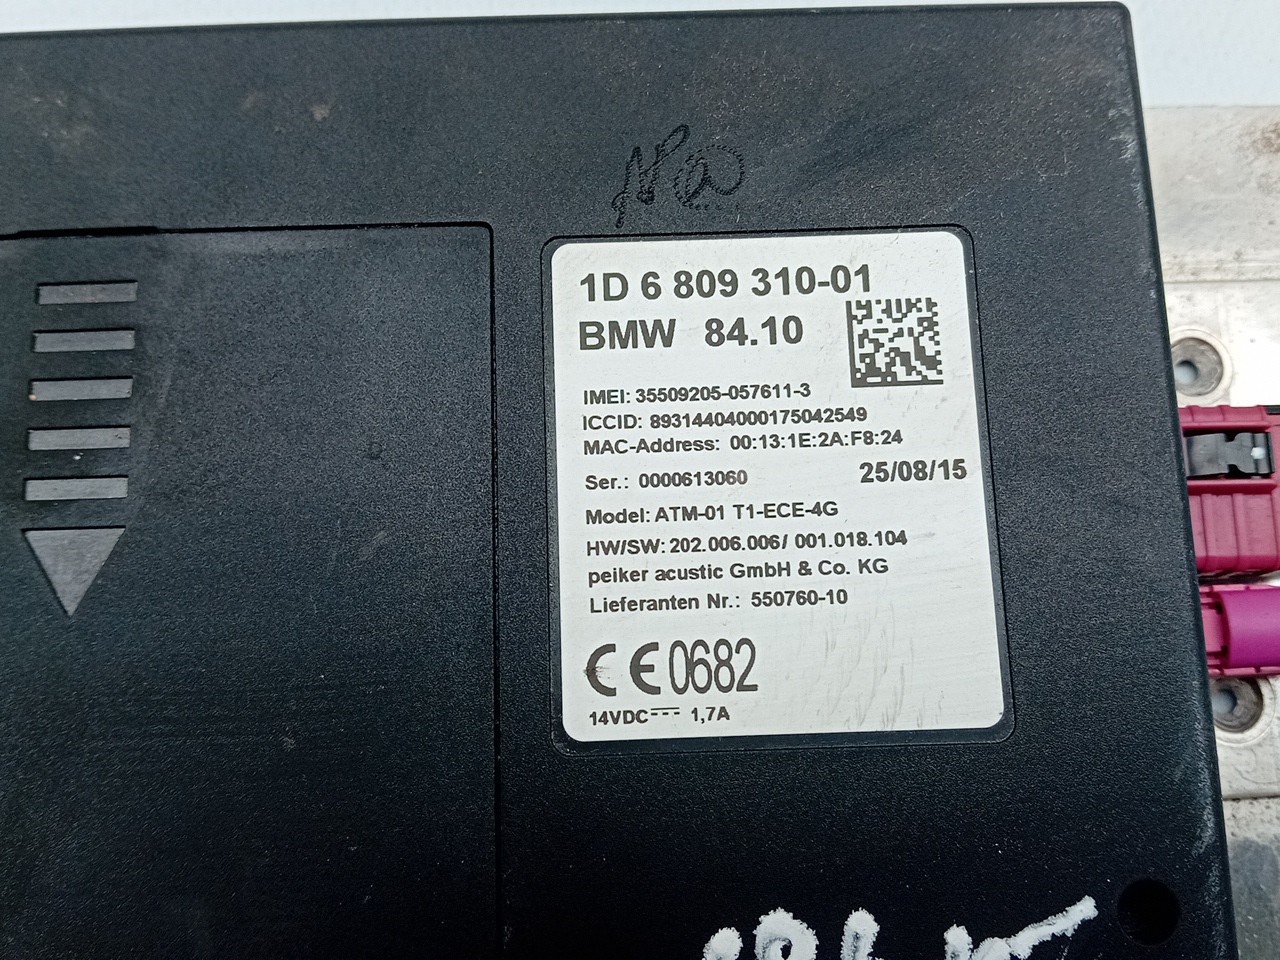 1D 6 809 310-01
BMW 84.10
IMEI: 35509205-057611-3
ICCID: 89314404000175042549
MAC-Address: 00:13:1E:2A:F8:24
Ser.: 0000613060 25/08/15
Model: ATM-01 T1-ECE-4G
HW/SW: 202.006.006/ 001.018.104
peiker acustic GmbH & Co. KG
Lieferanten Nr.: 550760-10
CE0682
14VDC 1,7A